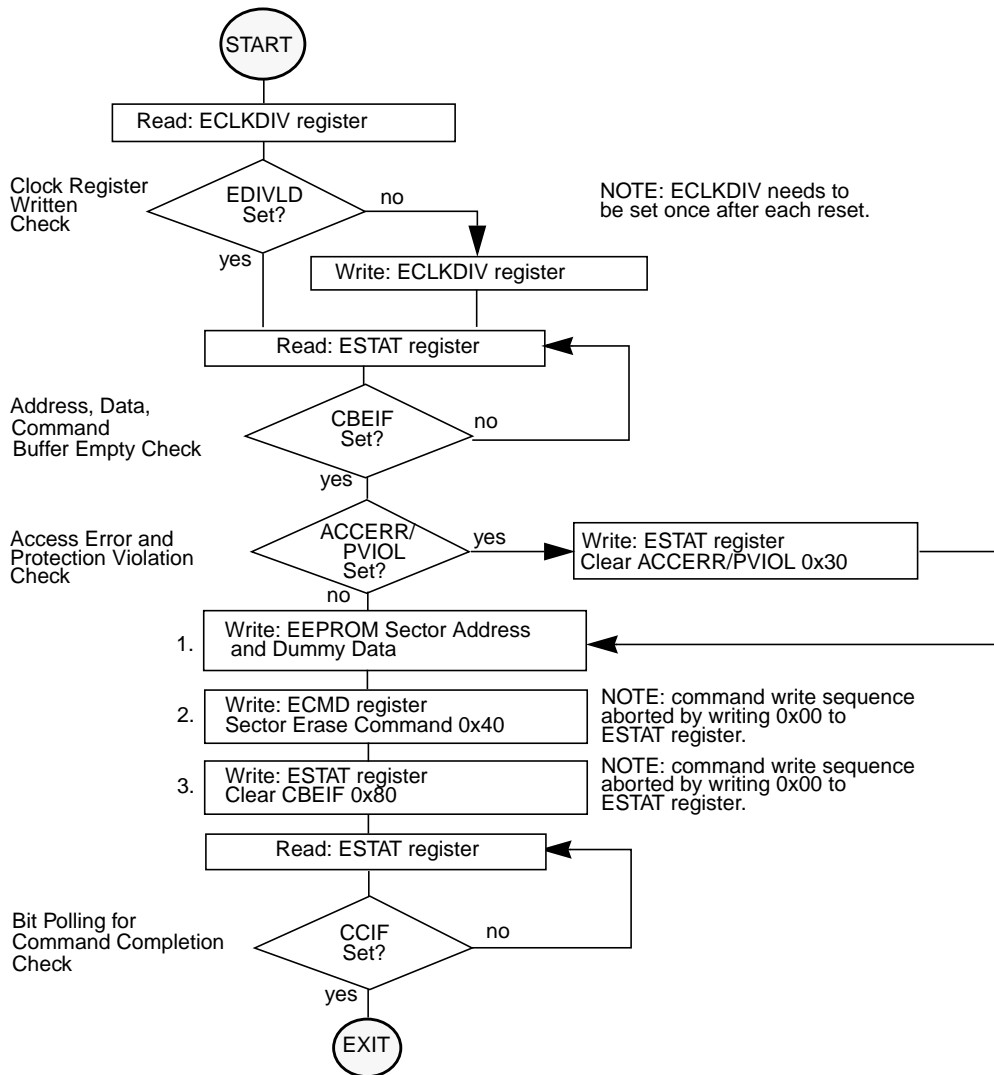 START
Read: ECLKDIV register
Clock Register
Written
Check
EDIVLD
Set?
no
yes
NOTE: ECLKDIV needs to
be set once after each reset.
Write: ECLKDIV register
Read: ESTAT register
Address, Data,
Command
Buffer Empty Check
CBEIF
Set?
no
yes
Access Error and
Protection Violation
Check
ACCERR/
PVIOL
Set?
yes
no
Write: ESTAT register
Clear ACCERR/PVIOL 0x30
1.
Write: EEPROM Sector Address
and Dummy Data
2.
Write: ECMD register
Sector Erase Command 0x40
NOTE: command write sequence
aborted by writing 0x00 to
ESTAT register.
3.
Write: ESTAT register
Clear CBEIF 0x80
NOTE: command write sequence
aborted by writing 0x00 to
ESTAT register.
Read: ESTAT register
Bit Polling for
Command Completion
Check
CCIF
Set?
no
yes
EXIT